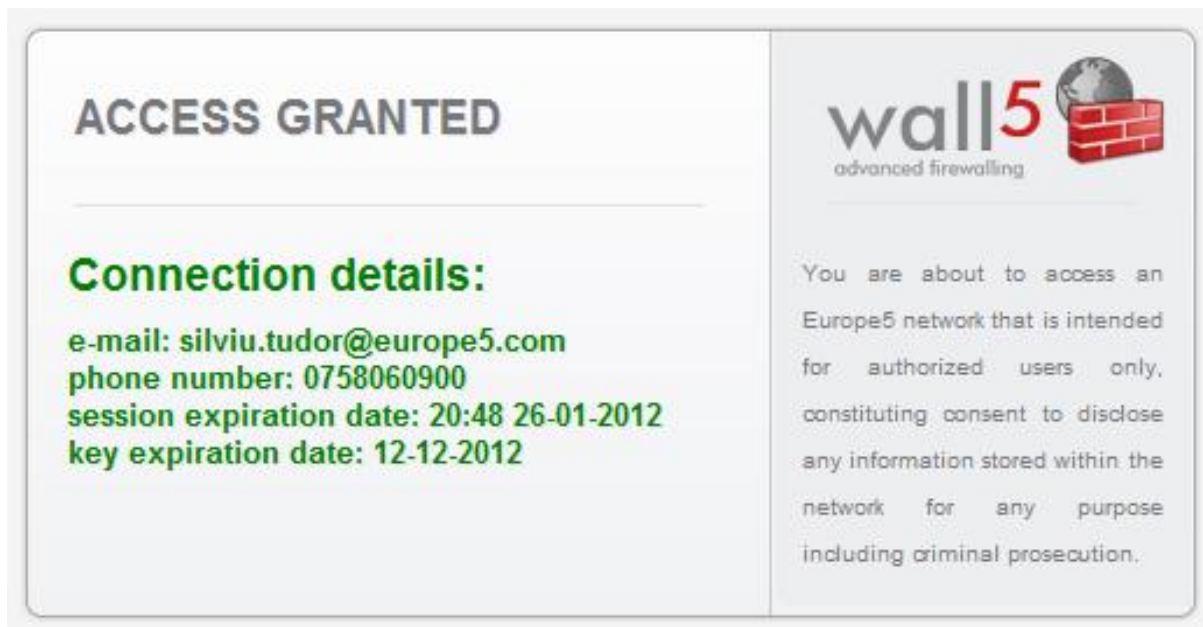 ACCESS GRANTED
Connection details:
e-mail: silviu.tudor@europe5.com
phone number: 0758060900
session expiration date: 20:48 26-01-2012
key expiration date: 12-12-2012
wall5
advanced firewalling
You are about to access an
Europe5 network that is intended
for authorized users only,
constituting consent to disclose
any information stored within the
network for any purpose
including criminal prosecution.